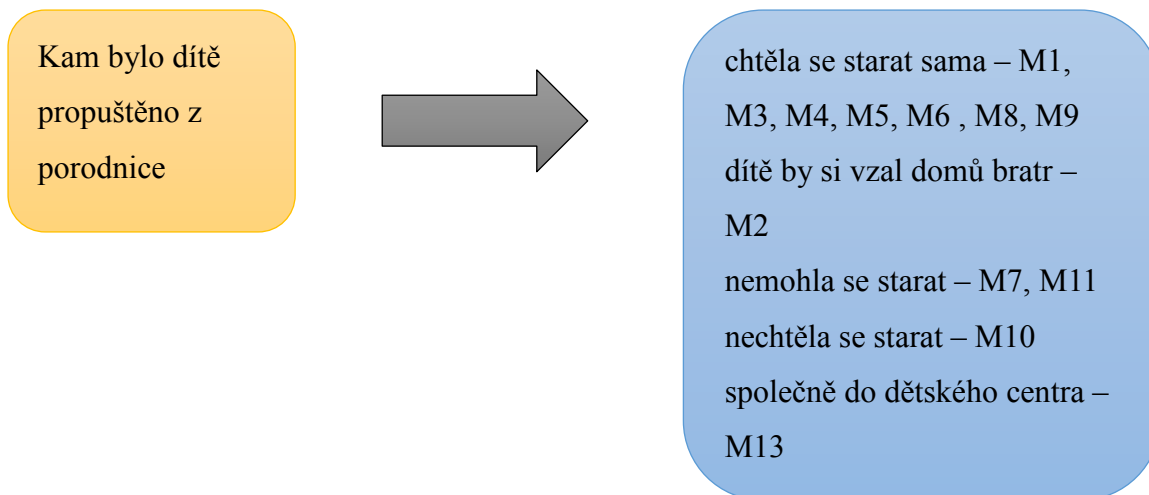 Kam bylo dítě
propuštěno z
porodnice
chtěla se starat sama – M1,
M3, M4, M5, M6 , M8, M9
dítě by si vzal domů bratr –
M2
nemohla se starat – M7, M11
nechtěla se starat – M10
společně do dětského centra –
M13